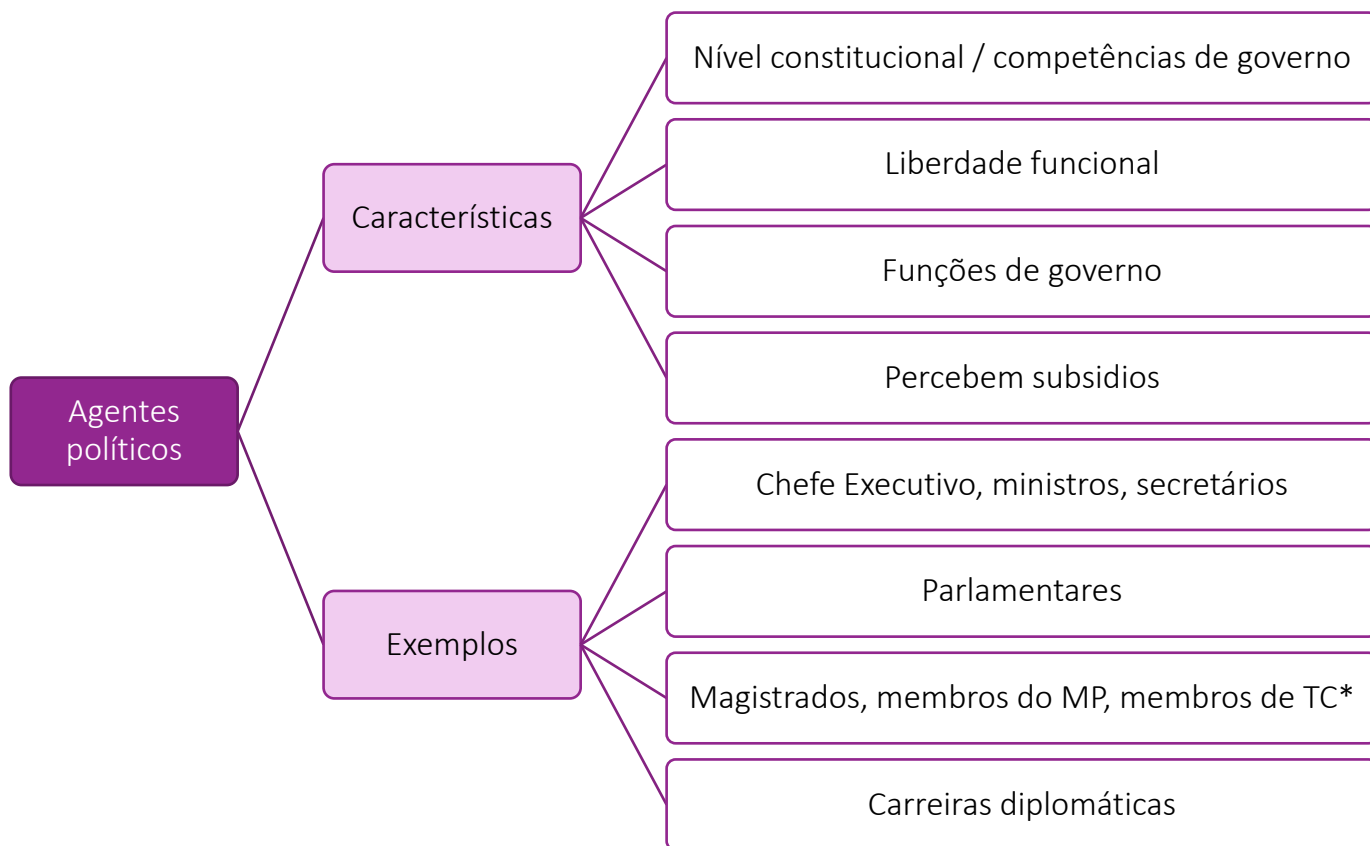 Agentes
políticos
Características
Nível constitucional / competências de governo
Liberdade funcional
Funções de governo
Percebem subsidios
Exemplos
Chefe Executivo, ministros, secretários
Parlamentares
Magistrados, membros do MP, membros de TC*
Carreiras diplomáticas